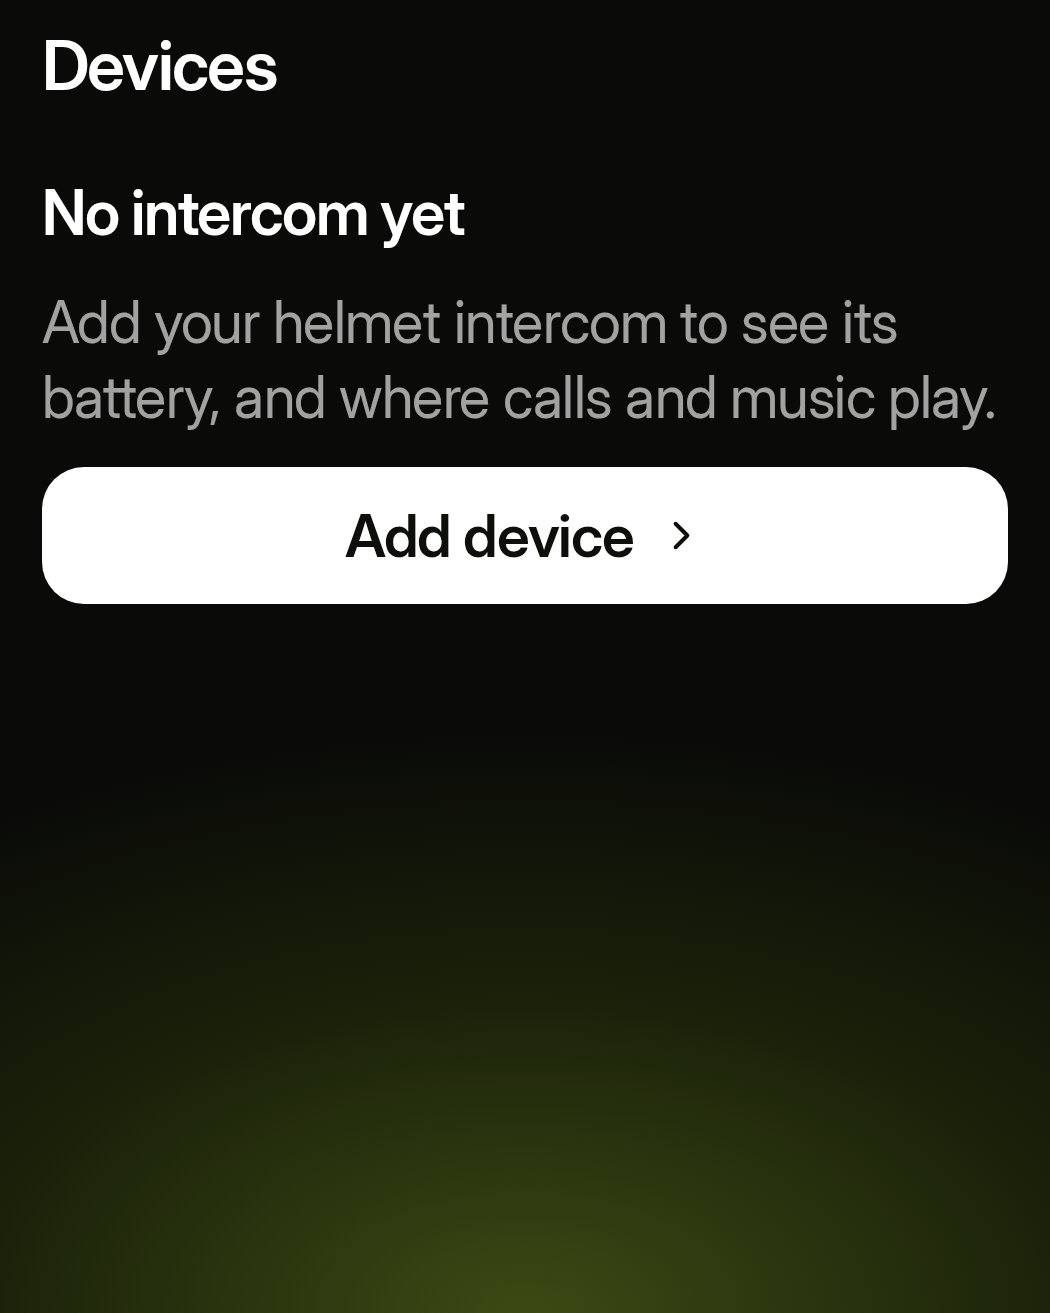 Devices
No intercom yet
Add your helmet intercom to see its
battery, and where calls and music play.
Add device